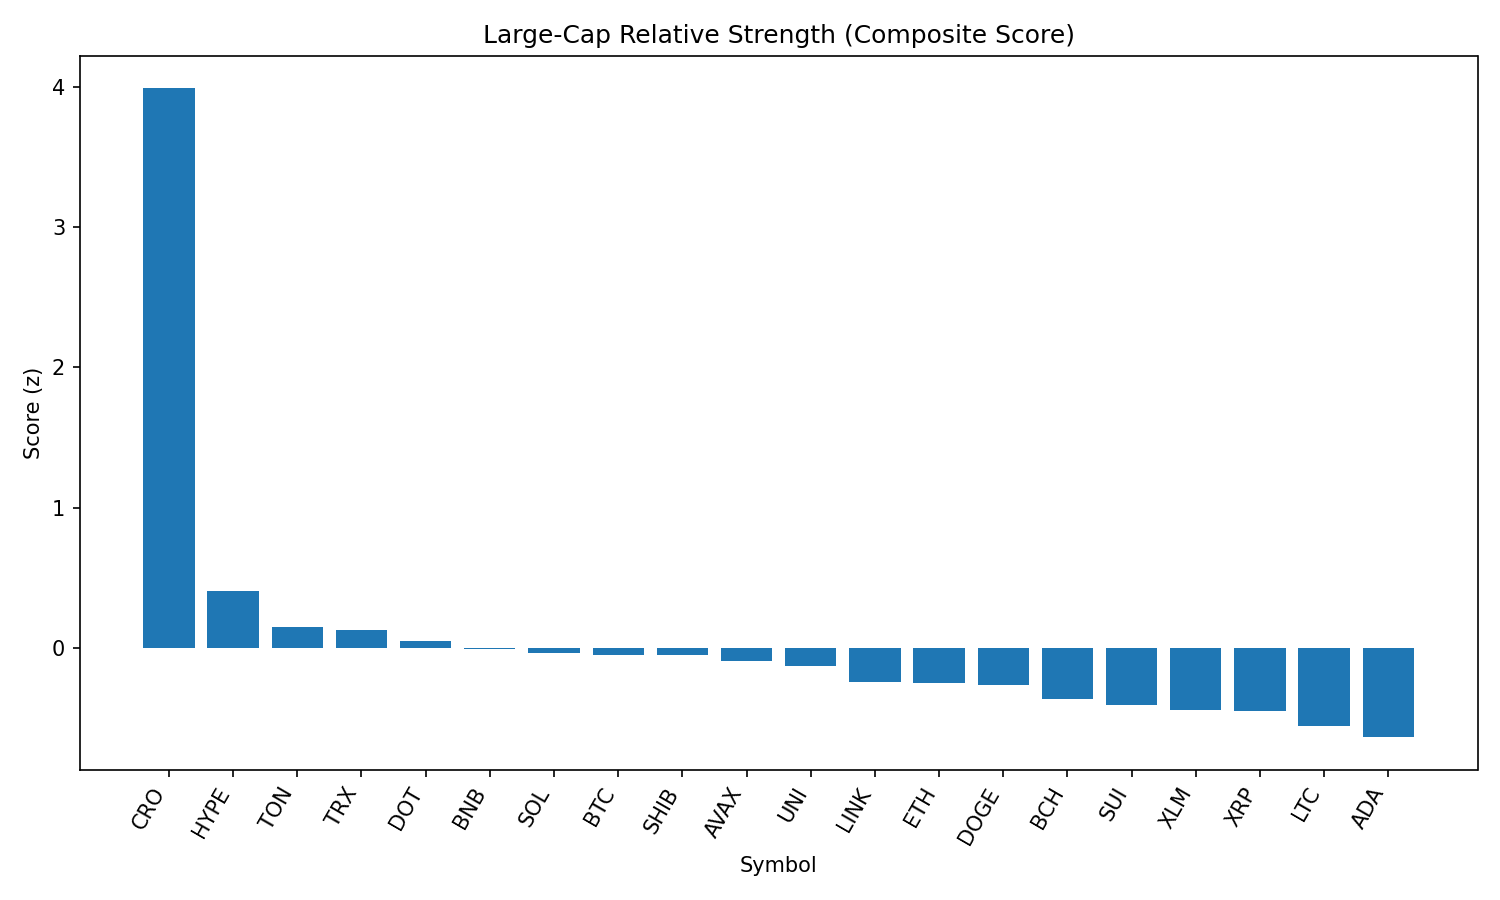 Large-Cap Relative Strength (Composite Score)
4
3
2
1
0
Score (z)
CRO
HYPE
TON
TRX
DOT
BNB
SOL
BTC
SHIB
AVAX
UNI
LINK
ETH
DOGE
BCH
SUI
XLM
XRP
LTC
ADA
Symbol